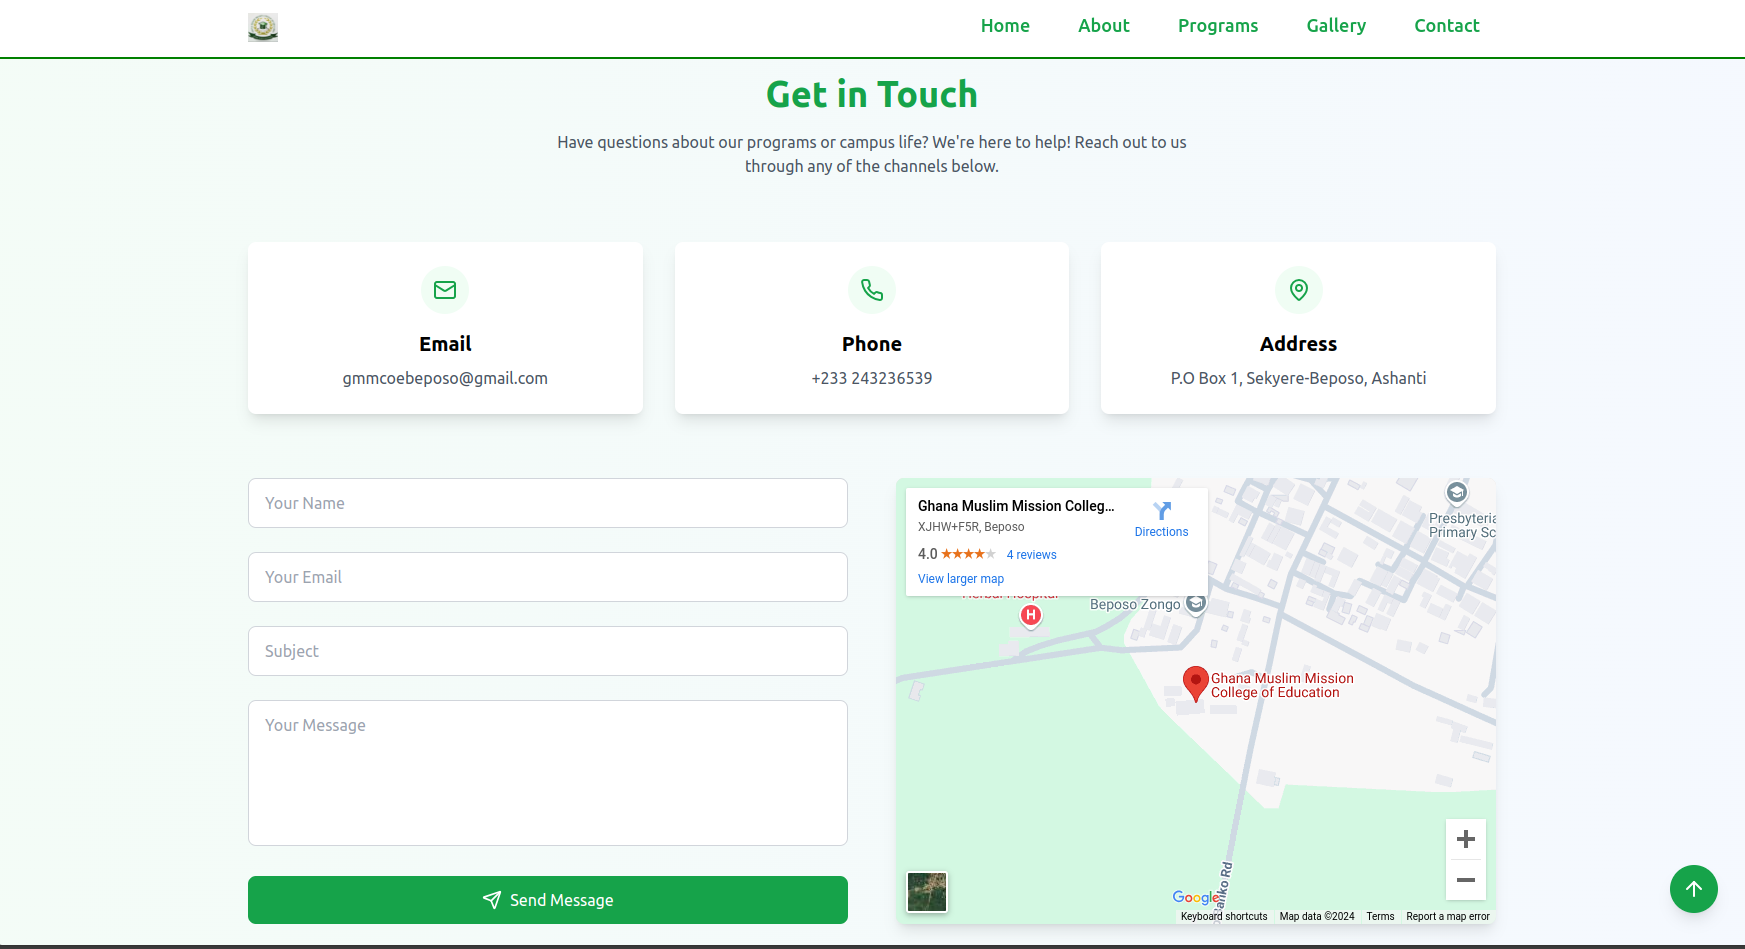 Home
About
Programs
Gallery
Contact
Get in Touch
Have questions about our programs or campus life? We're here to help! Reach out to us
through any of the channels below.
Email
gmmcoebeposo@gmail.com
Phone
+233 243236539
Address
P.O Box 1, Sekyere-Beposo, Ashanti
Your Name
Your Email
Subject
Your Message
Send Message
Ghana Muslim Mission Colleg...
XJHW+F5R, Beposo
Directions
4.0
4 reviews
View larger map
Herbal Hospital
H
Beposo Zongo
Presbyteria
Primary Sc
Ghana Muslim Mission
College of Education
Rd
Google
Keyboard shortcuts
Map data ©2024
Terms
Report a map error